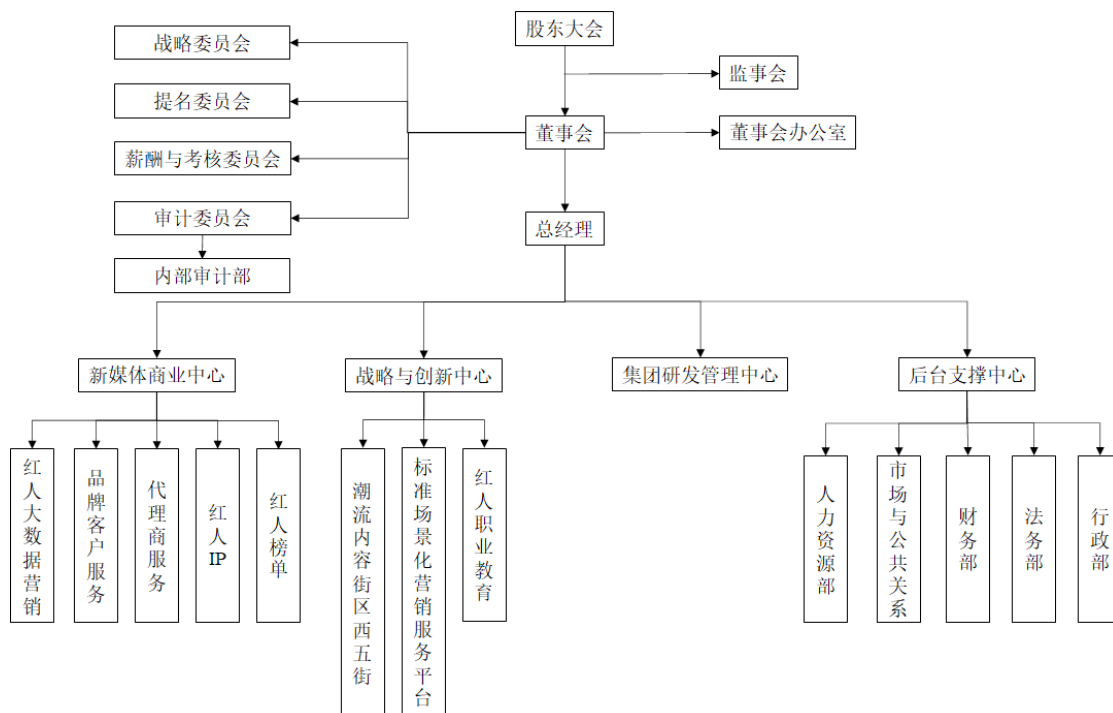 股东大会
战略委员会
监事会
提名委员会
董事会
董事会办公室
薪酬与考核委员会
审计委员会
总经理
内部审计部
新媒体商业中心
战略与创新中心
集团研发管理中心
后台支撑中心
红人大数据营销
品牌客户服务
代理商服务
红人IP
红人榜单
潮流内容街区西五街
标准场景化营销服务平台
红人职业教育
人力资源部
市场与公共关系
财务部
法务部
行政部